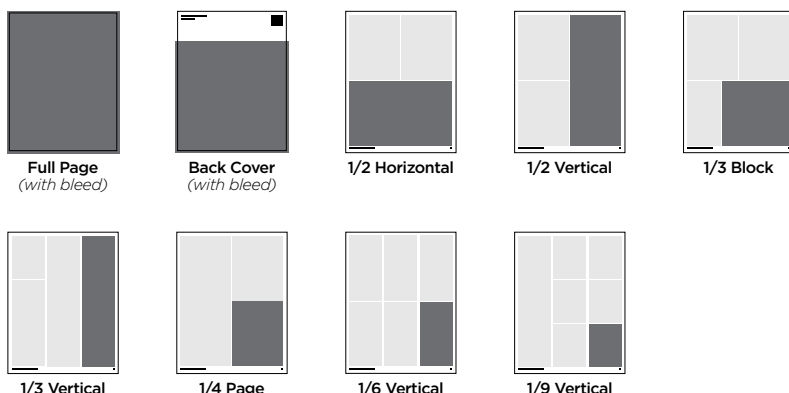 Full Page
(with bleed)
Back Cover
(with bleed)
1/2 Horizontal
1/2 Vertical
1/3 Block
1/3 Vertical
1/4 Page
1/6 Vertical
1/9 Vertical